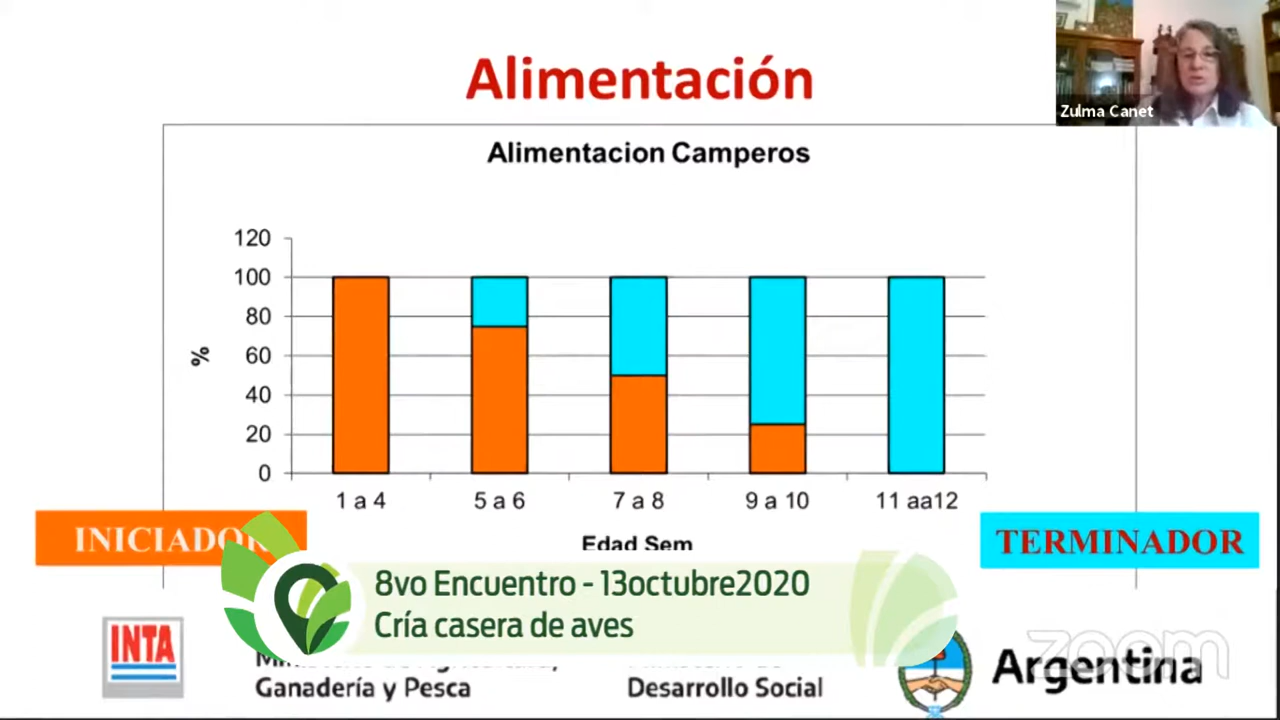 Alimentación
Zulma Canet
Alimentacion Camperos
120
100
80
60
40
20
0
%
1 a 4
5 a 6
7 a 8
9 a 10
11 aa12
Edad Sem
INICIADOR
TERMINADOR
8vo Encuentro - 13octubre2020
Cría casera de aves
INTA
Ganadería y Pesca
Desarrollo Social
Argentina
zoom